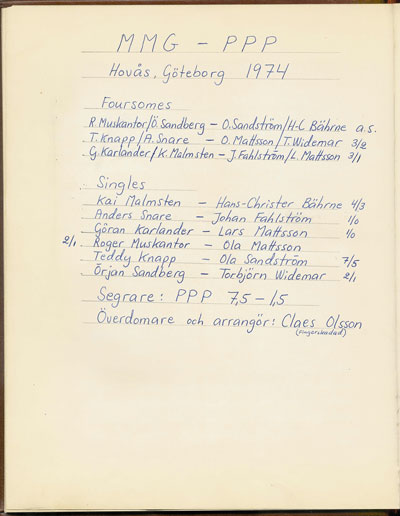 MMG – PPP
Hovås, Göteborg 1974
Foursomes
R. Muskantor/Ö. Sandberg – O. Sandström/H-C Bährne a.s.
T. Knapp/A. Snare – O. Mattsson/T. Widemar 3/2
G. Karlander/K. Malmsten – J. Fahlström/L. Mattsson 3/1
Singles
Kai Malmsten – Hans-Christer Bährne 4/3
Anders Snare – Johan Fahlström 1/0
Göran Karlander – Lars Mattsson 1/0
2/1 Roger Muskantor – Ola Mattsson
Teddy Knapp – Ola Sandström 7/5
Örjan Sandberg – Torbjörn Widemar 2/1
Segrare: PPP 7,5 – 1,5
Överdomare och arrangör: Claes Olsson
(fingerskadad)